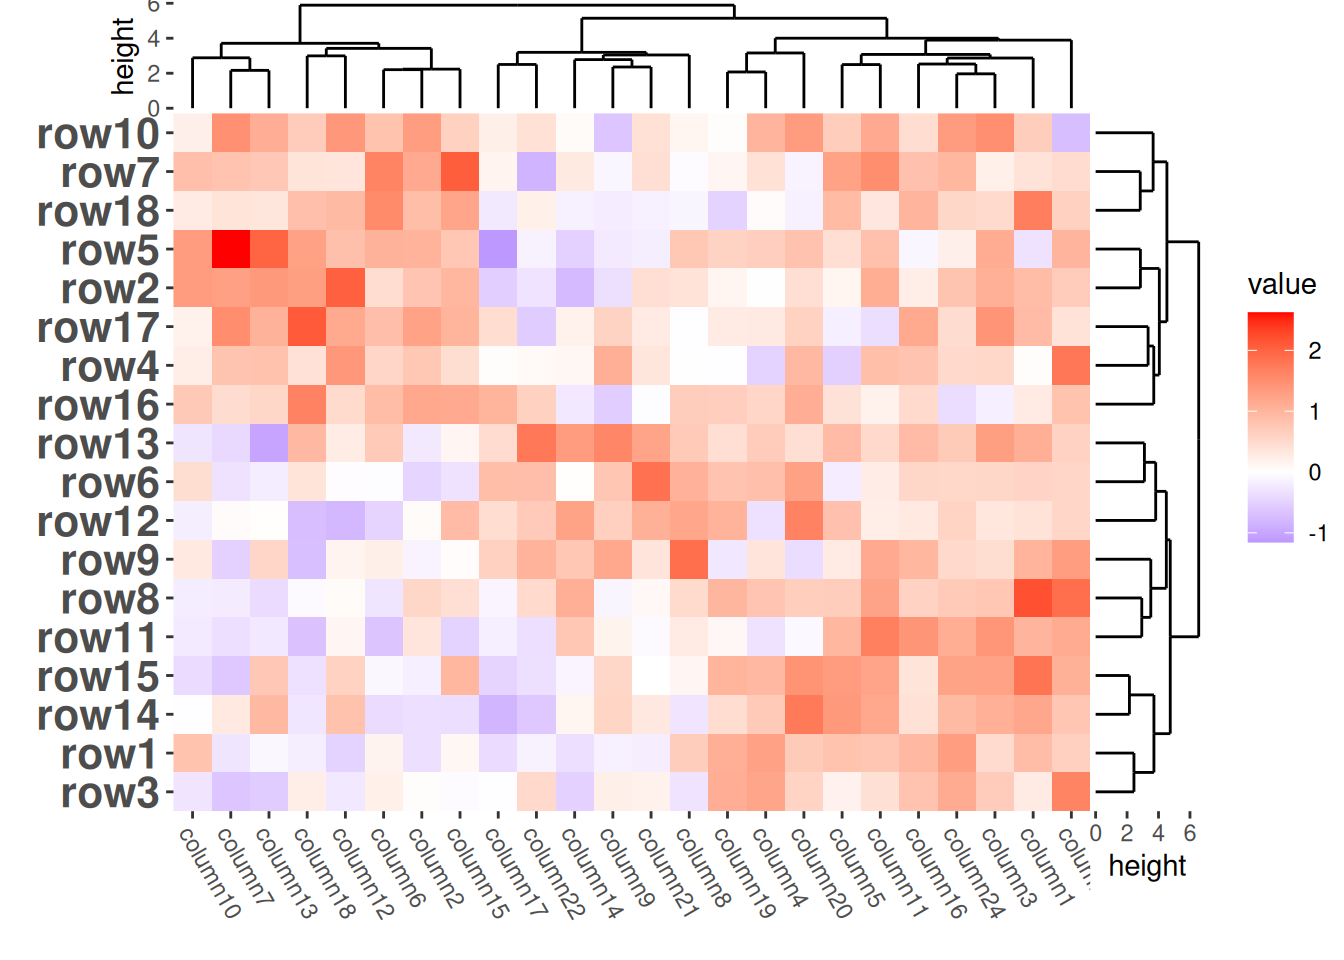 height
6
4
2
0
row10
row7
row18
row5
row2
row17
row4
row16
row13
row6
row12
row9
row8
row11
row15
row14
row1
row3
column10
column7
column13
column18
column12
column6
column2
column15
column17
column22
column14
column9
column21
column8
column19
column4
column20
column5
column11
column16
column24
column3
column1
0 2 4 6
height
value
2
1
0
-1